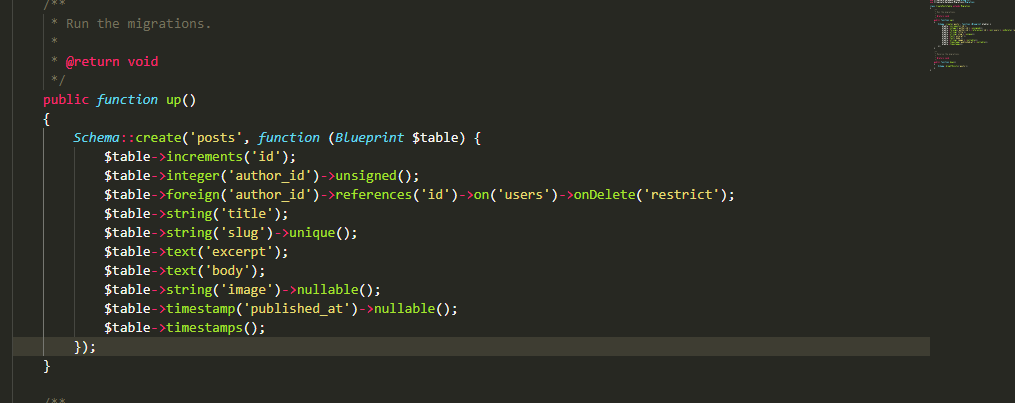 /**
 * Run the migrations.
 *
 * @return void
 */
public function up()
{
    Schema::create('posts', function (Blueprint $table) {
        $table->increments('id');
        $table->integer('author_id')->unsigned();
        $table->foreign('author_id')->references('id')->on('users')->onDelete('restrict');
        $table->string('title');
        $table->string('slug')->unique();
        $table->text('excerpt');
        $table->text('body');
        $table->string('image')->nullable();
        $table->timestamp('published_at')->nullable();
        $table->timestamps();
    });
}
/**